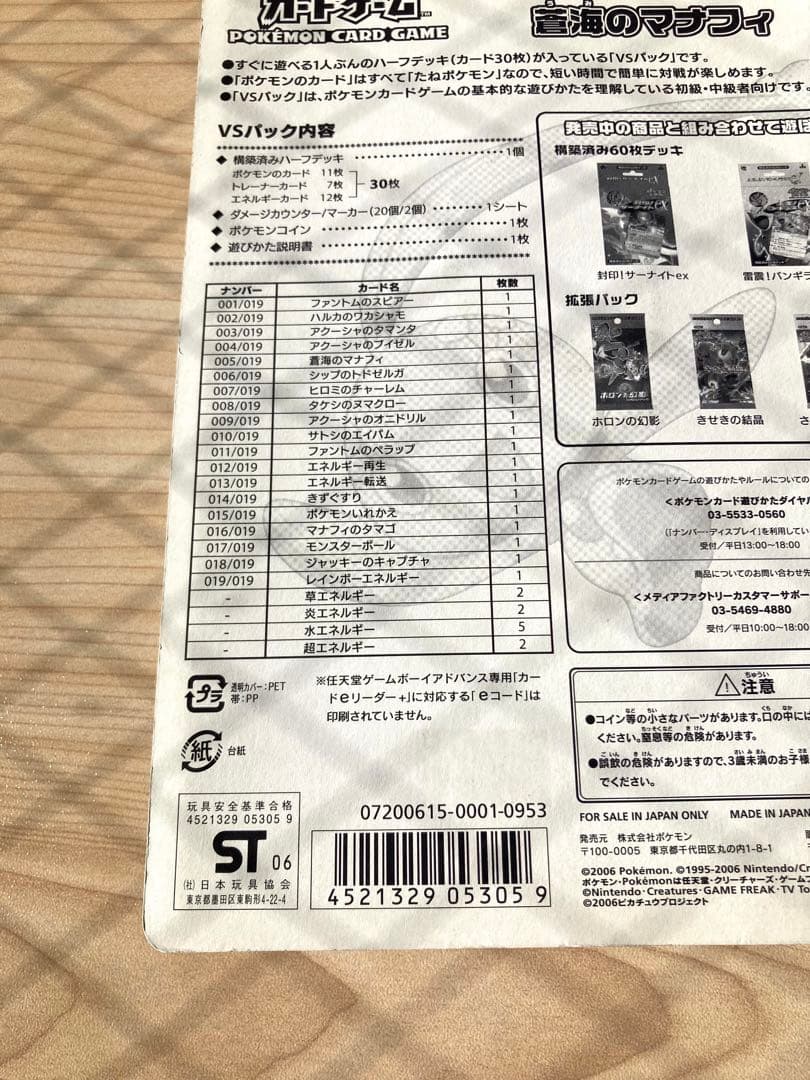 カードゲーム™
POKÉMON CARD GAME
蒼海のマナフィ
●すぐに遊べる1人ぶんのハーフデッキ(カード30枚)が入っている「VSパック」です。
●「ポケモンのカード」はすべて「たねポケモン」なので、短い時間で簡単に対戦が楽しめます。
●「VSパック」は、ポケモンカードゲームの基本的な遊びかたを理解している初級・中級者向けです。
VSパック内容
◆ 構築済みハーフデッキ ・・・・・・・・・・・・・・・・・1個
ポケモンのカード 11枚
トレーナーカード 7枚
エネルギーカード 12枚
30枚
◆ ダメージカウンター/マーカー(20個/2個) ・・・・・・・・1シート
◆ ポケモンコイン ・・・・・・・・・・・・・・・・・・・・1枚
◆ 遊びかた説明書 ・・・・・・・・・・・・・・・・・・・・1枚
ナンバー カード名 枚数
001/019 ファントムのスピアー 1
002/019 ハルカのワカシャモ 1
003/019 アクーシャのタマンタ 1
004/019 アクーシャのブイゼル 1
005/019 蒼海のマナフィ 1
006/019 シップのトドゼルガ 1
007/019 ヒロミのチャーレム 1
008/019 タケシのヌマクロー 1
009/019 アクーシャのオニドリル 1
010/019 サトシのエイパム 1
011/019 ファントムのペラップ 1
012/019 エネルギー再生 1
013/019 エネルギー転送 1
014/019 きずぐすり 1
015/019 ポケモンいれかえ 1
016/019 マナフィのタマゴ 1
017/019 モンスターボール 1
018/019 ジャッキーのキャプチャ 1
019/019 レインボーエネルギー 1
- 草エネルギー 2
- 炎エネルギー 2
- 水エネルギー 5
- 超エネルギー 2
発売中の商品と組み合わせて遊ぼ
構築済み60枚デッキ
封印!サーナイトex
雷震!バンギラ
拡張パック
ホロンの幻影
きせきの結晶
さ
ポケモンカードゲームの遊びかたやルールについての
<ポケモンカード遊びかたダイヤル
03-5533-0560
(「ナンバー・ディスプレイ」を利用してい
受付/平日13:00~18:00
商品についてのお問い合わせ先
<メディアファクトリーカスタマーサポー
03-5469-4880
受付/平日10:00~18:00
プラ
透明カバー:PET
帯:PP
紙
台紙
※任天堂ゲームボーイアドバンス専用「カー
ドeリーダー+」に対応する「eコード」は
印刷されていません。
ちゅうい
注意
●コイン等の小さなパーツがあります。口の中には
ください。窒息等の危険があります。
●誤飲の危険がありますので、3歳未満のお子様
でください。
玩具安全基準合格
4521329 05305 9
ST 06
(社)日本玩具協会
東京都墨田区東駒形4-22-4
07200615-0001-0953
4 521329 053059
FOR SALE IN JAPAN ONLY MADE IN JAPAN
発売元 株式会社ポケモン
〒100-0005 東京都千代田区丸の内1-8-1
©2006 Pokémon. ©1995-2006 Nintendo/Cr
ポケモン・Pokémonは任天堂・クリーチャーズ・ゲームフ
©Nintendo・Creatures・GAME FREAK・TV To
©2006ピカチュウプロジェクト